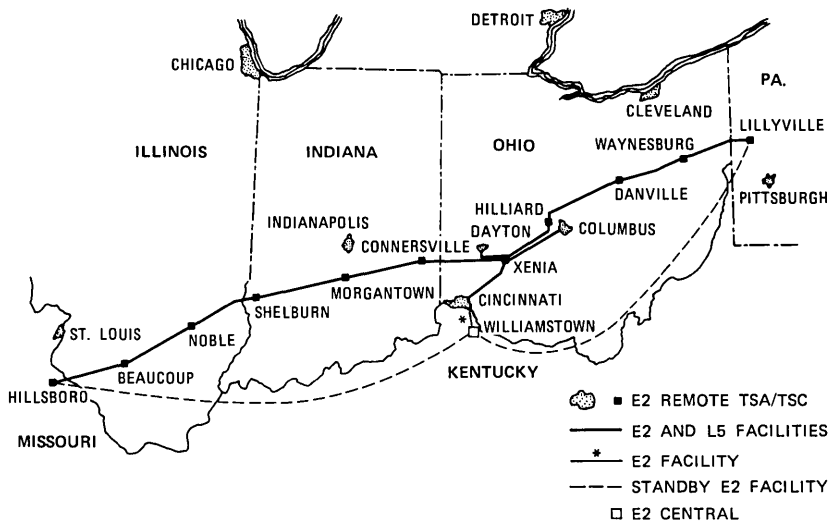 DETROIT
CHICAGO
CLEVELAND
PA.
LILLYVILLE
ILLINOIS
INDIANA
OHIO
WAYNESBURG
PITTSBURGH
DANVILLE
HILLIARD
INDIANAPOLIS
DAYTON
COLUMBUS
CONNERSVILLE
XENIA
MORGANTOWN
CINCINNATI
SHELBURN
*
WILLIAMSTOWN
ST. LOUIS
NOBLE
BEAUCOUP
KENTUCKY
HILLSBORO
MISSOURI
E2 REMOTE TSA/TSC
E2 AND L5 FACILITIES
* E2 FACILITY
STANDBY E2 FACILITY
E2 CENTRAL